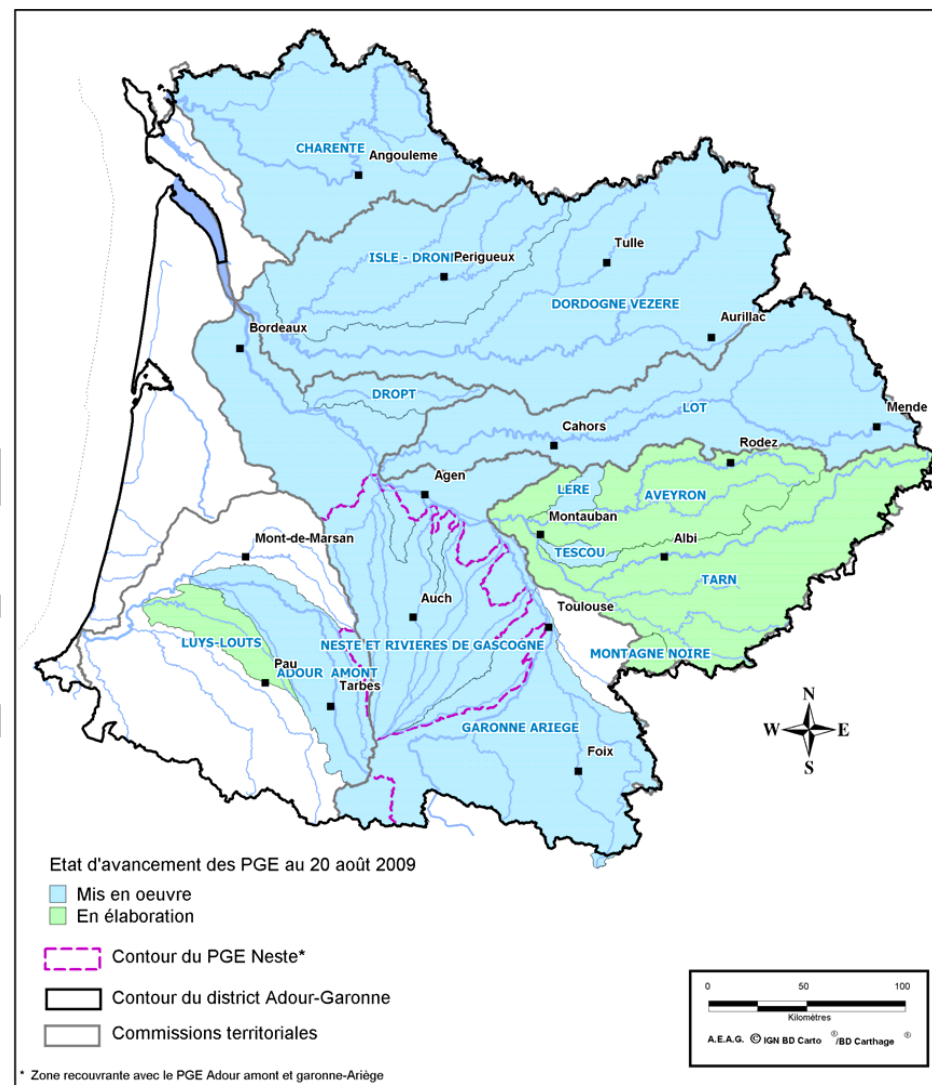 CHARENTE
Angouleme
ISLE - DRONE
Perigueux
Tulle
DORDOGNE VEZERE
Aurillac
Bordeaux
DROPT
LOT
Mende
Cahors
Rodez
Agen
LERE
AVEYRON
Montauban
Mont-de-Marsan
TESCOU
Albi
TARN
Auch
Toulouse
LUYS-LOUTS
NESTE ET RIVIERES DE GASCOGNE
MONTAGNE NOIRE
Pau
ADOUR AMONT
Tarbes
GARONNE ARIEGE
Foix
N
W E
S
Etat d'avancement des PGE au 20 août 2009
Mis en oeuvre
En élaboration
Contour du PGE Neste*
Contour du district Adour-Garonne
Commissions territoriales
0 50 100
Kilomètres
A.E.A.G. © IGN BD Carto ® /BD Carthage ®
* Zone recouvrante avec le PGE Adour amont et garonne-Ariège